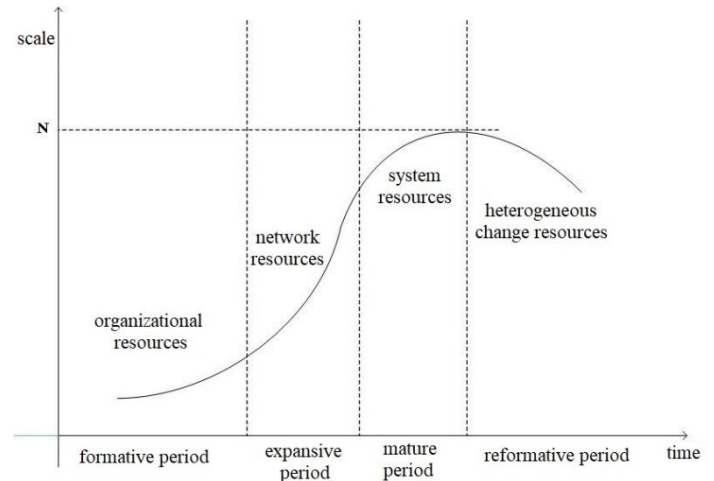 scale
N
system
resources
heterogeneous
change resources
network
resources
organizational
resources
formative period
expansive
period
mature
period
reformative period
time